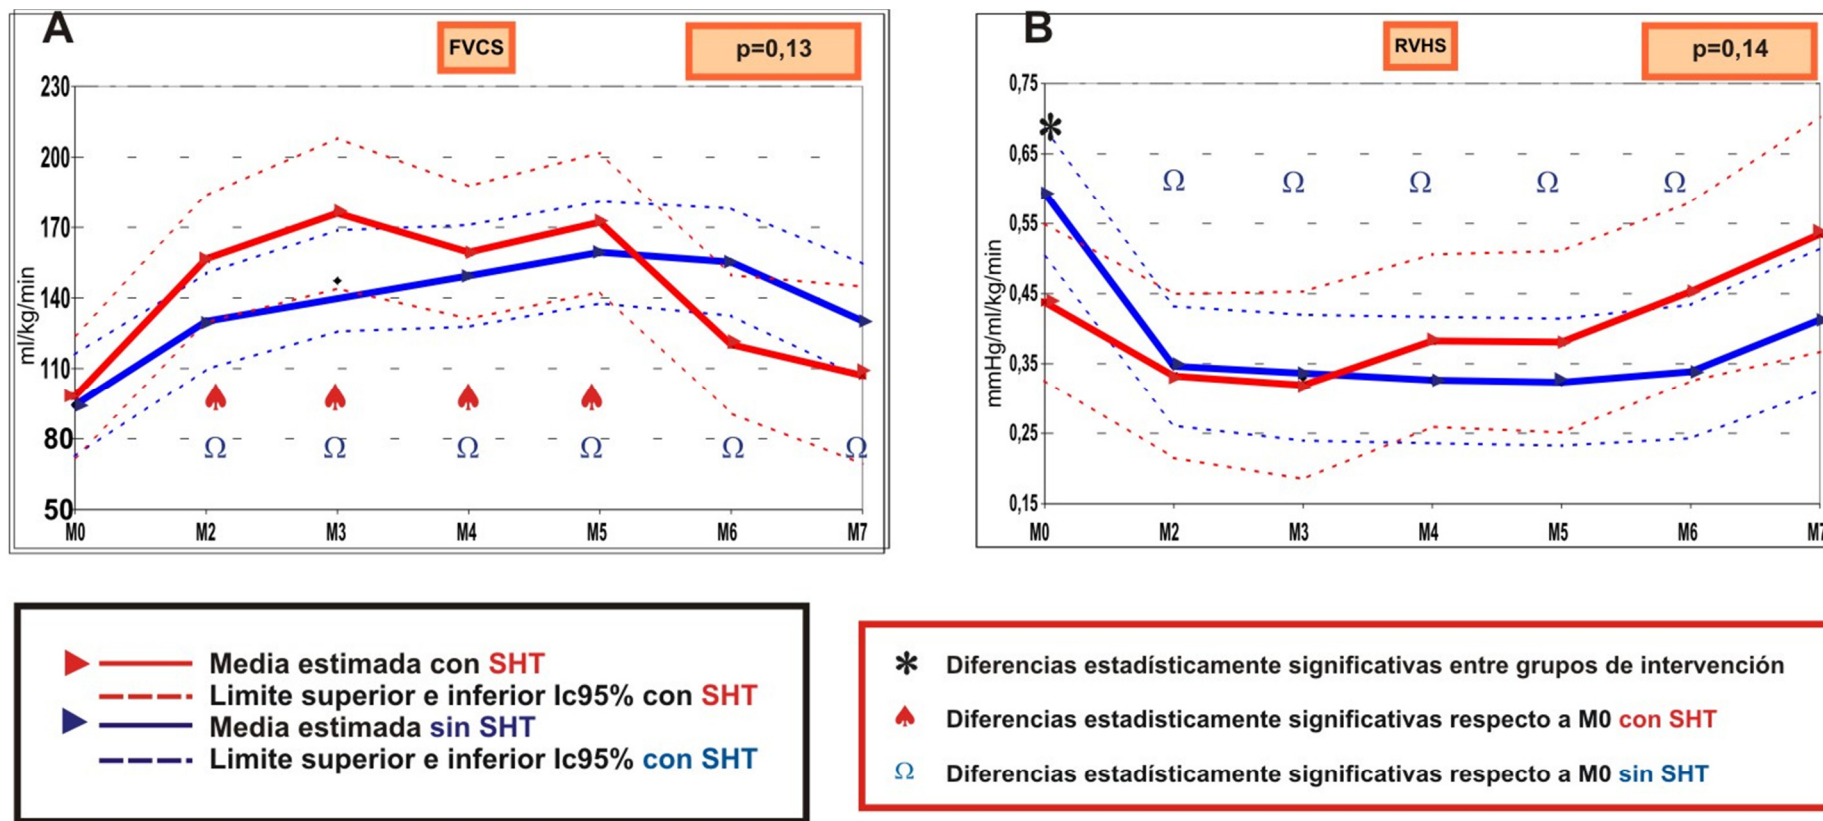 A
FVCS
p=0,13
230
200
170
140
110
80
50
ml/kg/min
M0 M2 M3 M4 M5 M6 M7
♠ ♠ ♠ ♠
Ω Ω Ω Ω Ω Ω
B
RVHS
p=0,14
0,75
0,65
0,55
0,45
0,35
0,25
0,15
mmHg/ml/kg/min
*
Ω Ω Ω Ω Ω
M0 M2 M3 M4 M5 M6 M7
Media estimada con SHT
Limite superior e inferior Ic95% con SHT
Media estimada sin SHT
Limite superior e inferior Ic95% con SHT
* Diferencias estadísticamente significativas entre grupos de intervención
♠ Diferencias estadisticamente significativas respecto a M0 con SHT
Ω Diferencias estadísticamente significativas respecto a M0 sin SHT